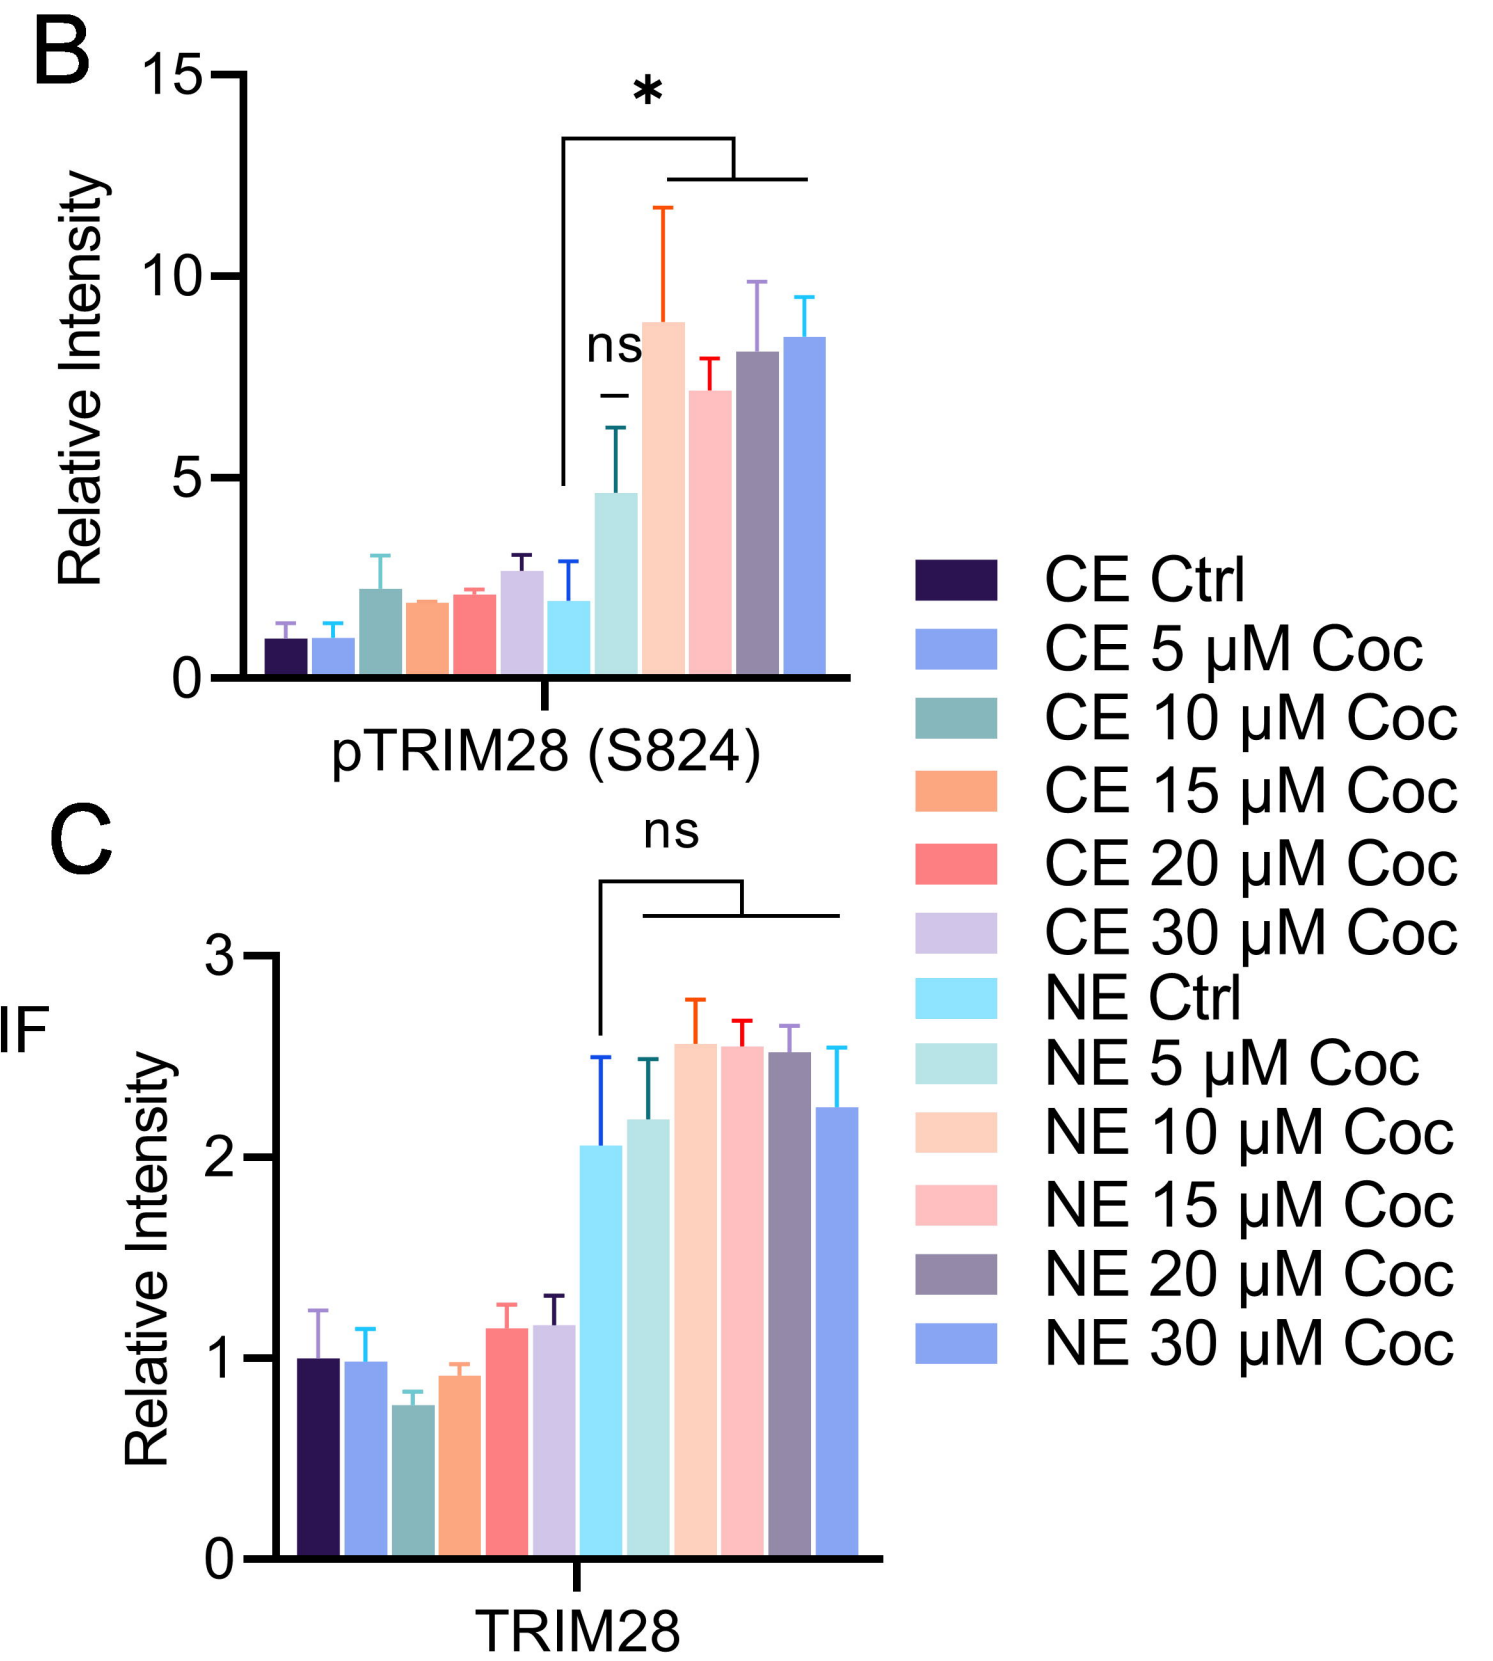 B
15
10
5
0
Relative Intensity
*
ns
pTRIM28 (S824)
C
ns
3
2
1
0
IF
Relative Intensity
TRIM28
CE Ctrl
CE 5 µM Coc
CE 10 µM Coc
CE 15 µM Coc
CE 20 µM Coc
CE 30 µM Coc
NE Ctrl
NE 5 µM Coc
NE 10 µM Coc
NE 15 µM Coc
NE 20 µM Coc
NE 30 µM Coc